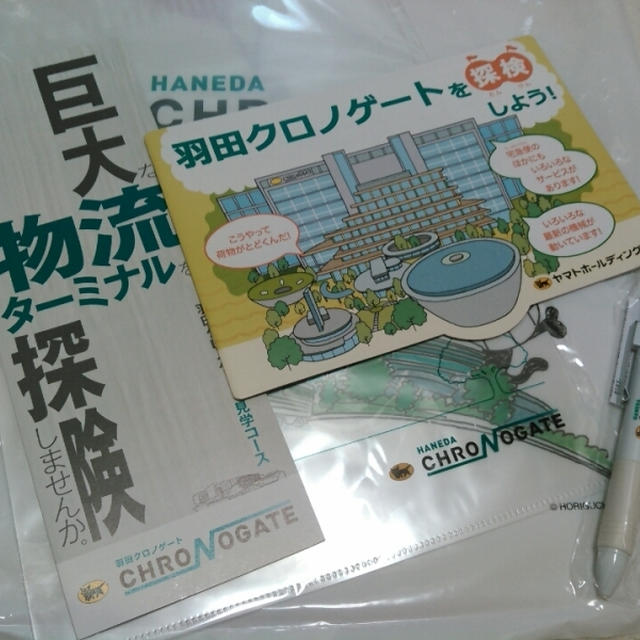 巨大な
物流
ターミナルを
探険
しませんか。
見学コース
羽田クロノゲート
CHRONOGATE
HANEDA
CHR
羽田クロノゲートを探検
しよう!
宅急便の
ほかにも
いろいろな
サービスが
あります!
こうやって
荷物がとどくんだ!
いろいろな
最新の機械が
動いています!
ヤマトホールディング
HANEDA
CHRONOGATE